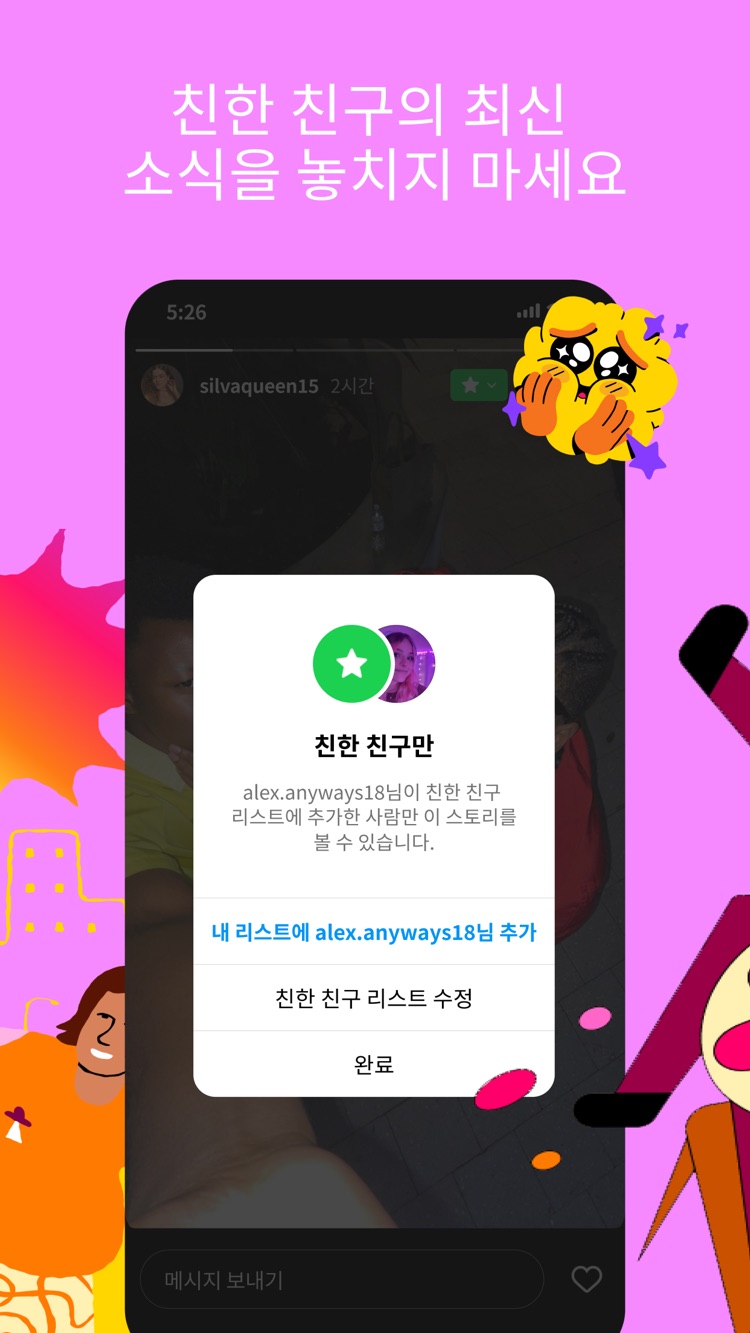 친한 친구의 최신
소식을 놓치지 마세요
5:26
silvaqueen15 2시간
친한 친구만
alex.anyways18님이 친한 친구
리스트에 추가한 사람만 이 스토리를
볼 수 있습니다.
내 리스트에 alex.anyways18님 추가
친한 친구 리스트 수정
완료
메시지 보내기